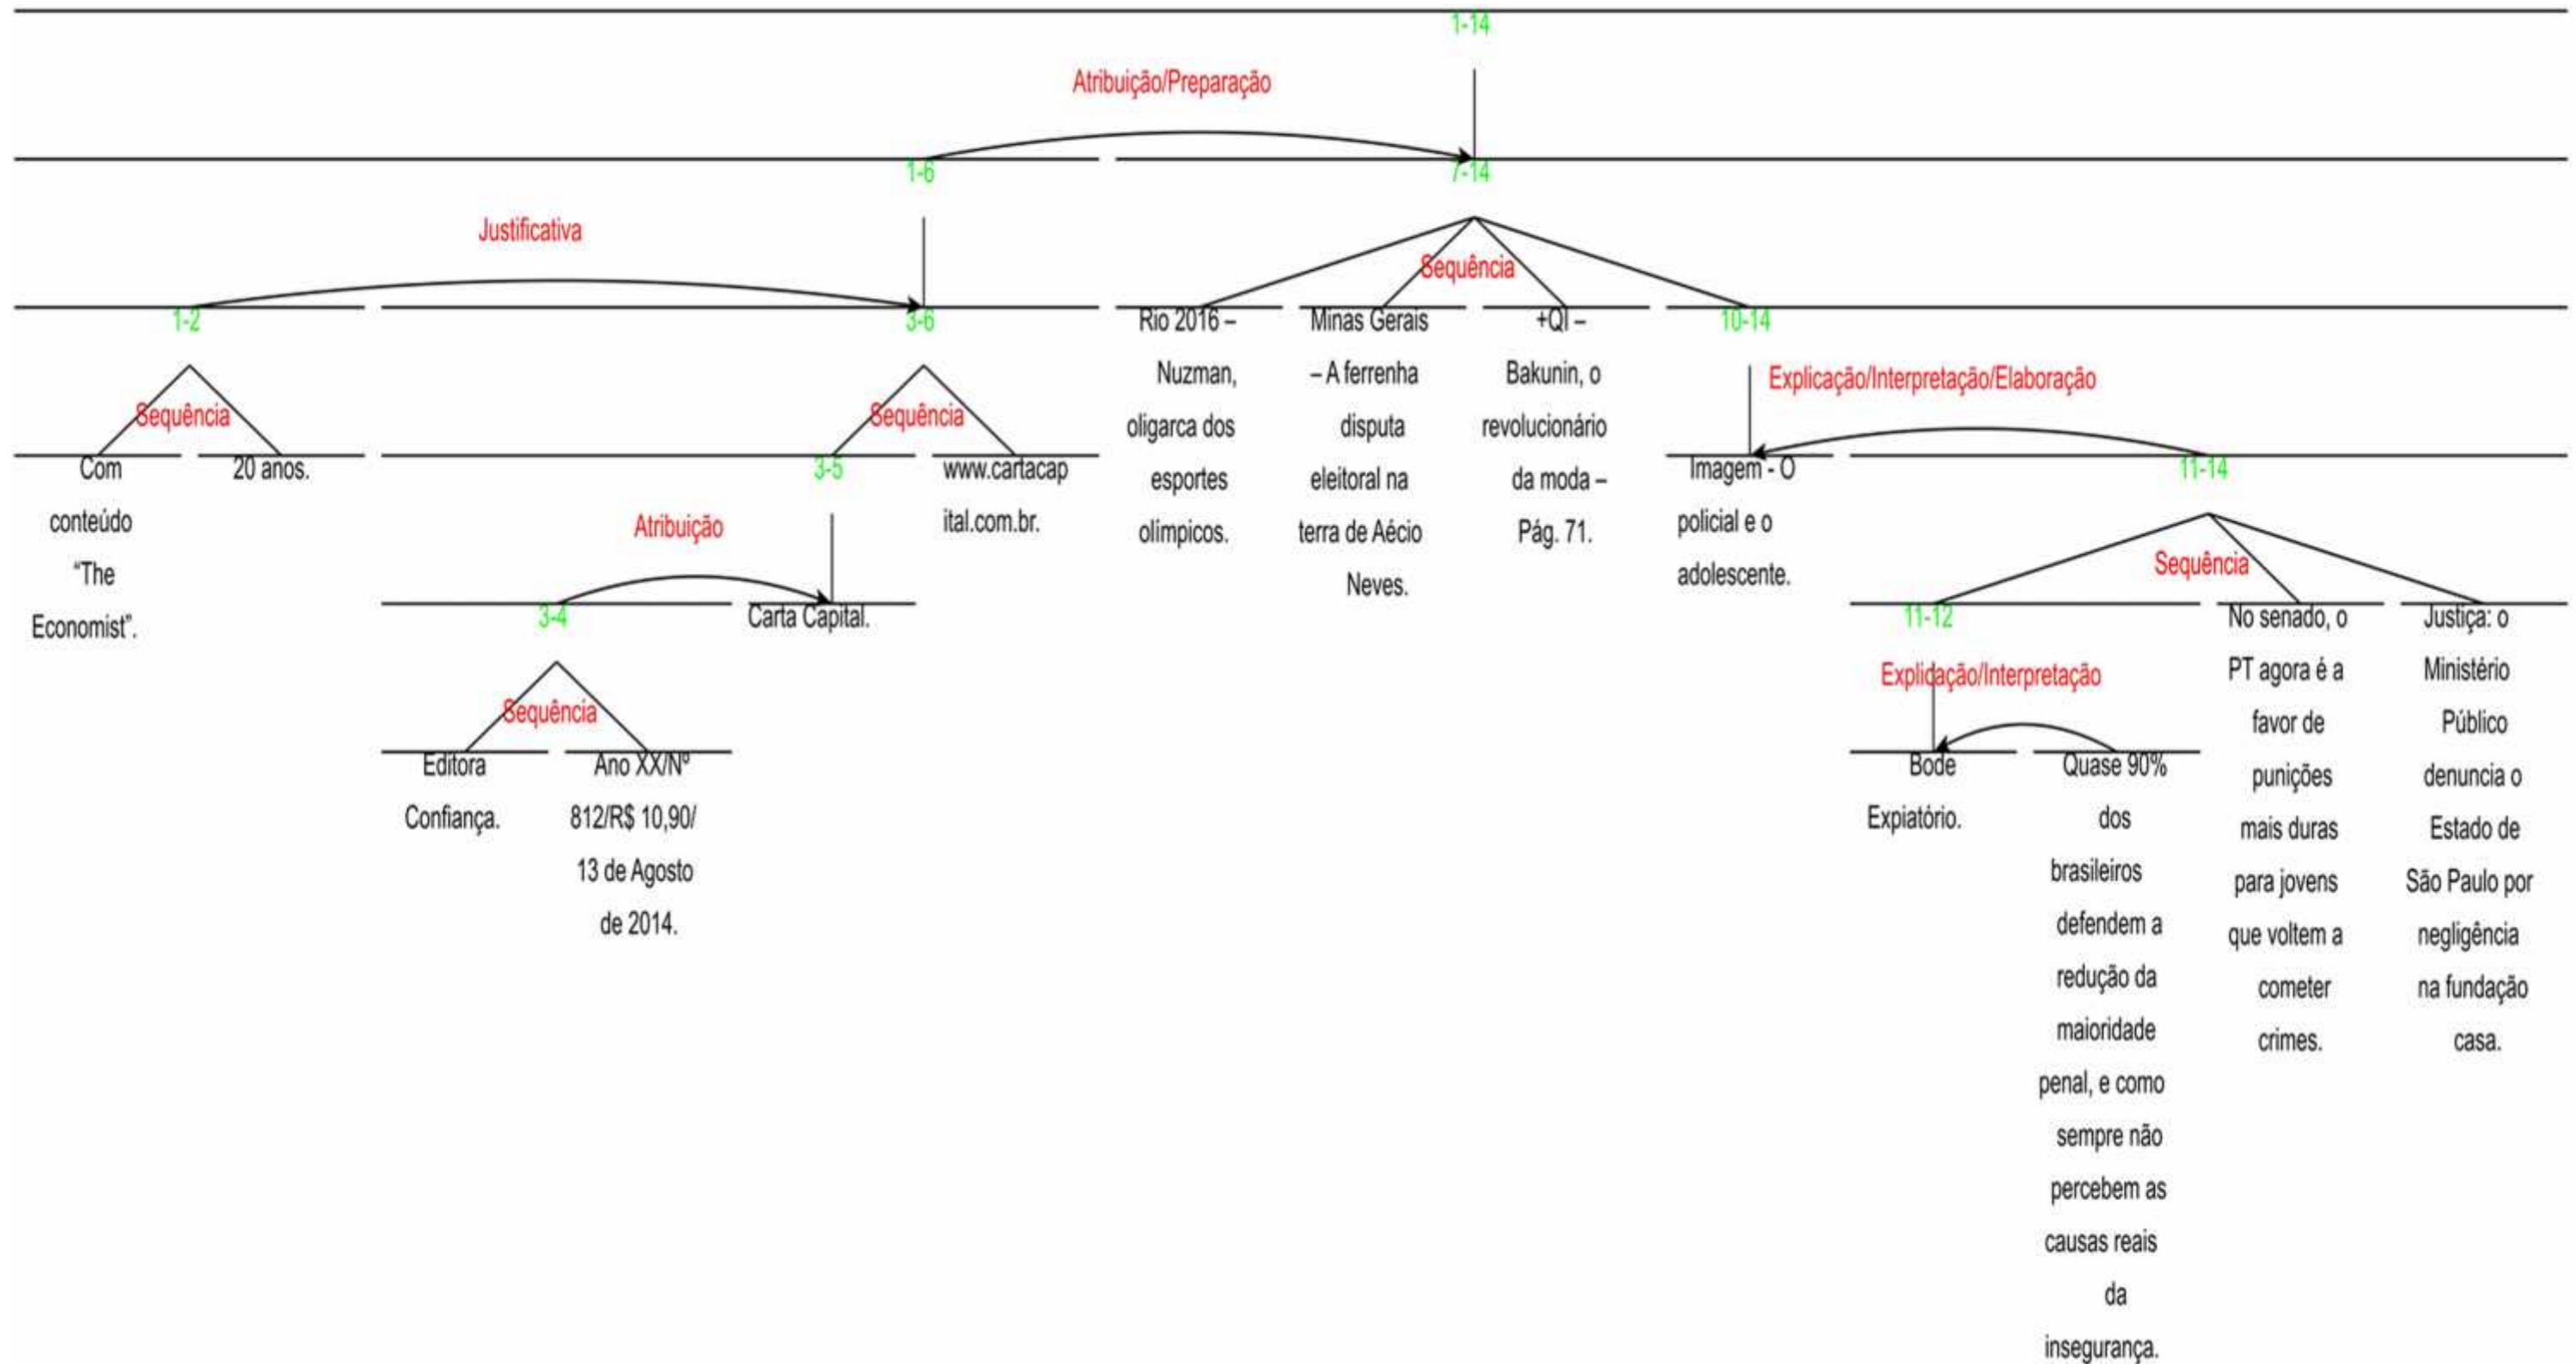 1-14
Atribuição/Preparação
1-6
7-14
Justificativa
Sequência
1-2
3-6
Rio 2016 –
Nuzman,
oligarca dos
esportes
olímpicos.
Minas Gerais
– A ferrenha
disputa
eleitoral na
terra de Aécio
Neves.
+QI –
Bakunin, o
revolucionário
da moda –
Pág. 71.
10-14
Sequência
Sequência
Explicação/Interpretação/Elaboração
Com
conteúdo
“The
Economist”.
20 anos.
3-5
www.cartacap
ital.com.br.
Imagem - O
policial e o
adolescente.
11-14
Atribuição
Sequência
3-4
Carta Capital.
11-12
No senado, o
PT agora é a
favor de
punições
mais duras
para jovens
que voltem a
cometer
crimes.
Justiça: o
Ministério
Público
denuncia o
Estado de
São Paulo por
negligência
na fundação
casa.
Sequência
Explicação/Interpretação
Editora
Confiança.
Ano XX/Nº
812/R$ 10,90/
13 de Agosto
de 2014.
Bode
Expiatório.
Quase 90%
dos
brasileiros
defendem a
redução da
maioridade
penal, e como
sempre não
percebem as
causas reais
da
insegurança.